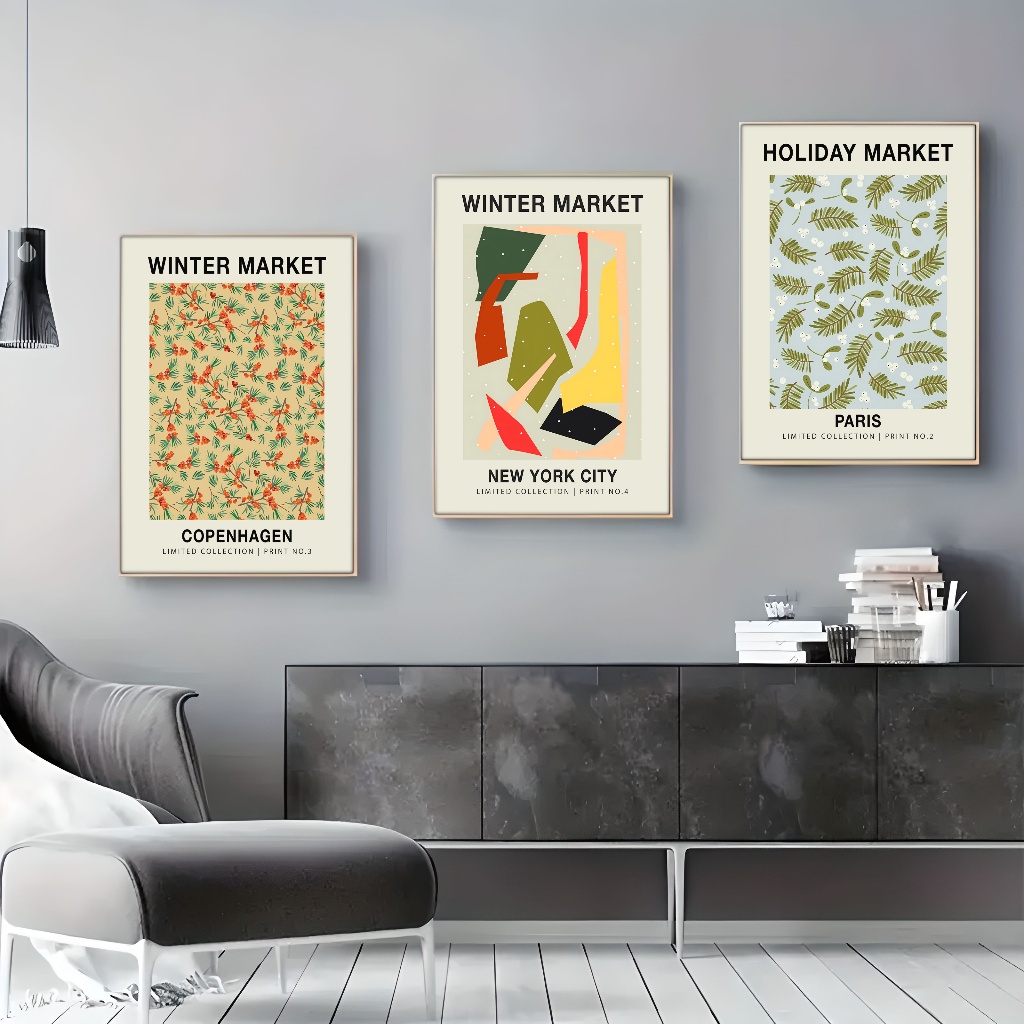 WINTER MARKET
COPENHAGEN
LIMITED COLLECTION | PRINT NO.3
WINTER MARKET
NEW YORK CITY
LIMITED COLLECTION | PRINT NO.4
HOLIDAY MARKET
PARIS
LIMITED COLLECTION | PRINT NO.2